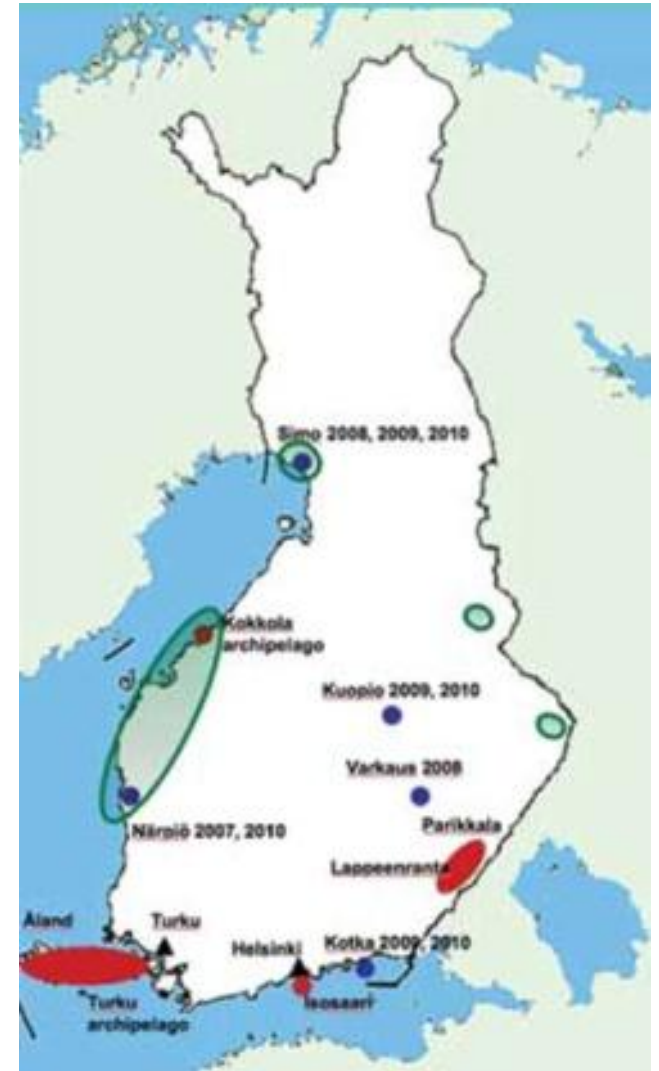 Simo 2008, 2009, 2010
Kokkola
archipelago
Kuopio 2009, 2010
Varkaus 2008
Närpiö 2007, 2010
Parikkala
Lappeenranta
Åland
Turku
Helsinki
Kotka 2009, 2010
Turku
archipelago
Isosaari